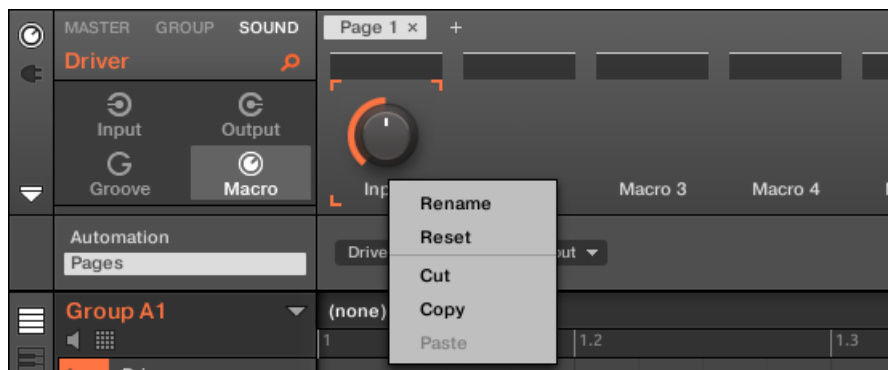 MASTER GROUP SOUND Page 1 × +
Driver
Input Output
Groove Macro Inp Macro 3 Macro 4
Rename
Reset
Cut
Copy
Paste
Automation
Pages
Drive out
Group A1 (none)
1 1.2 1.3